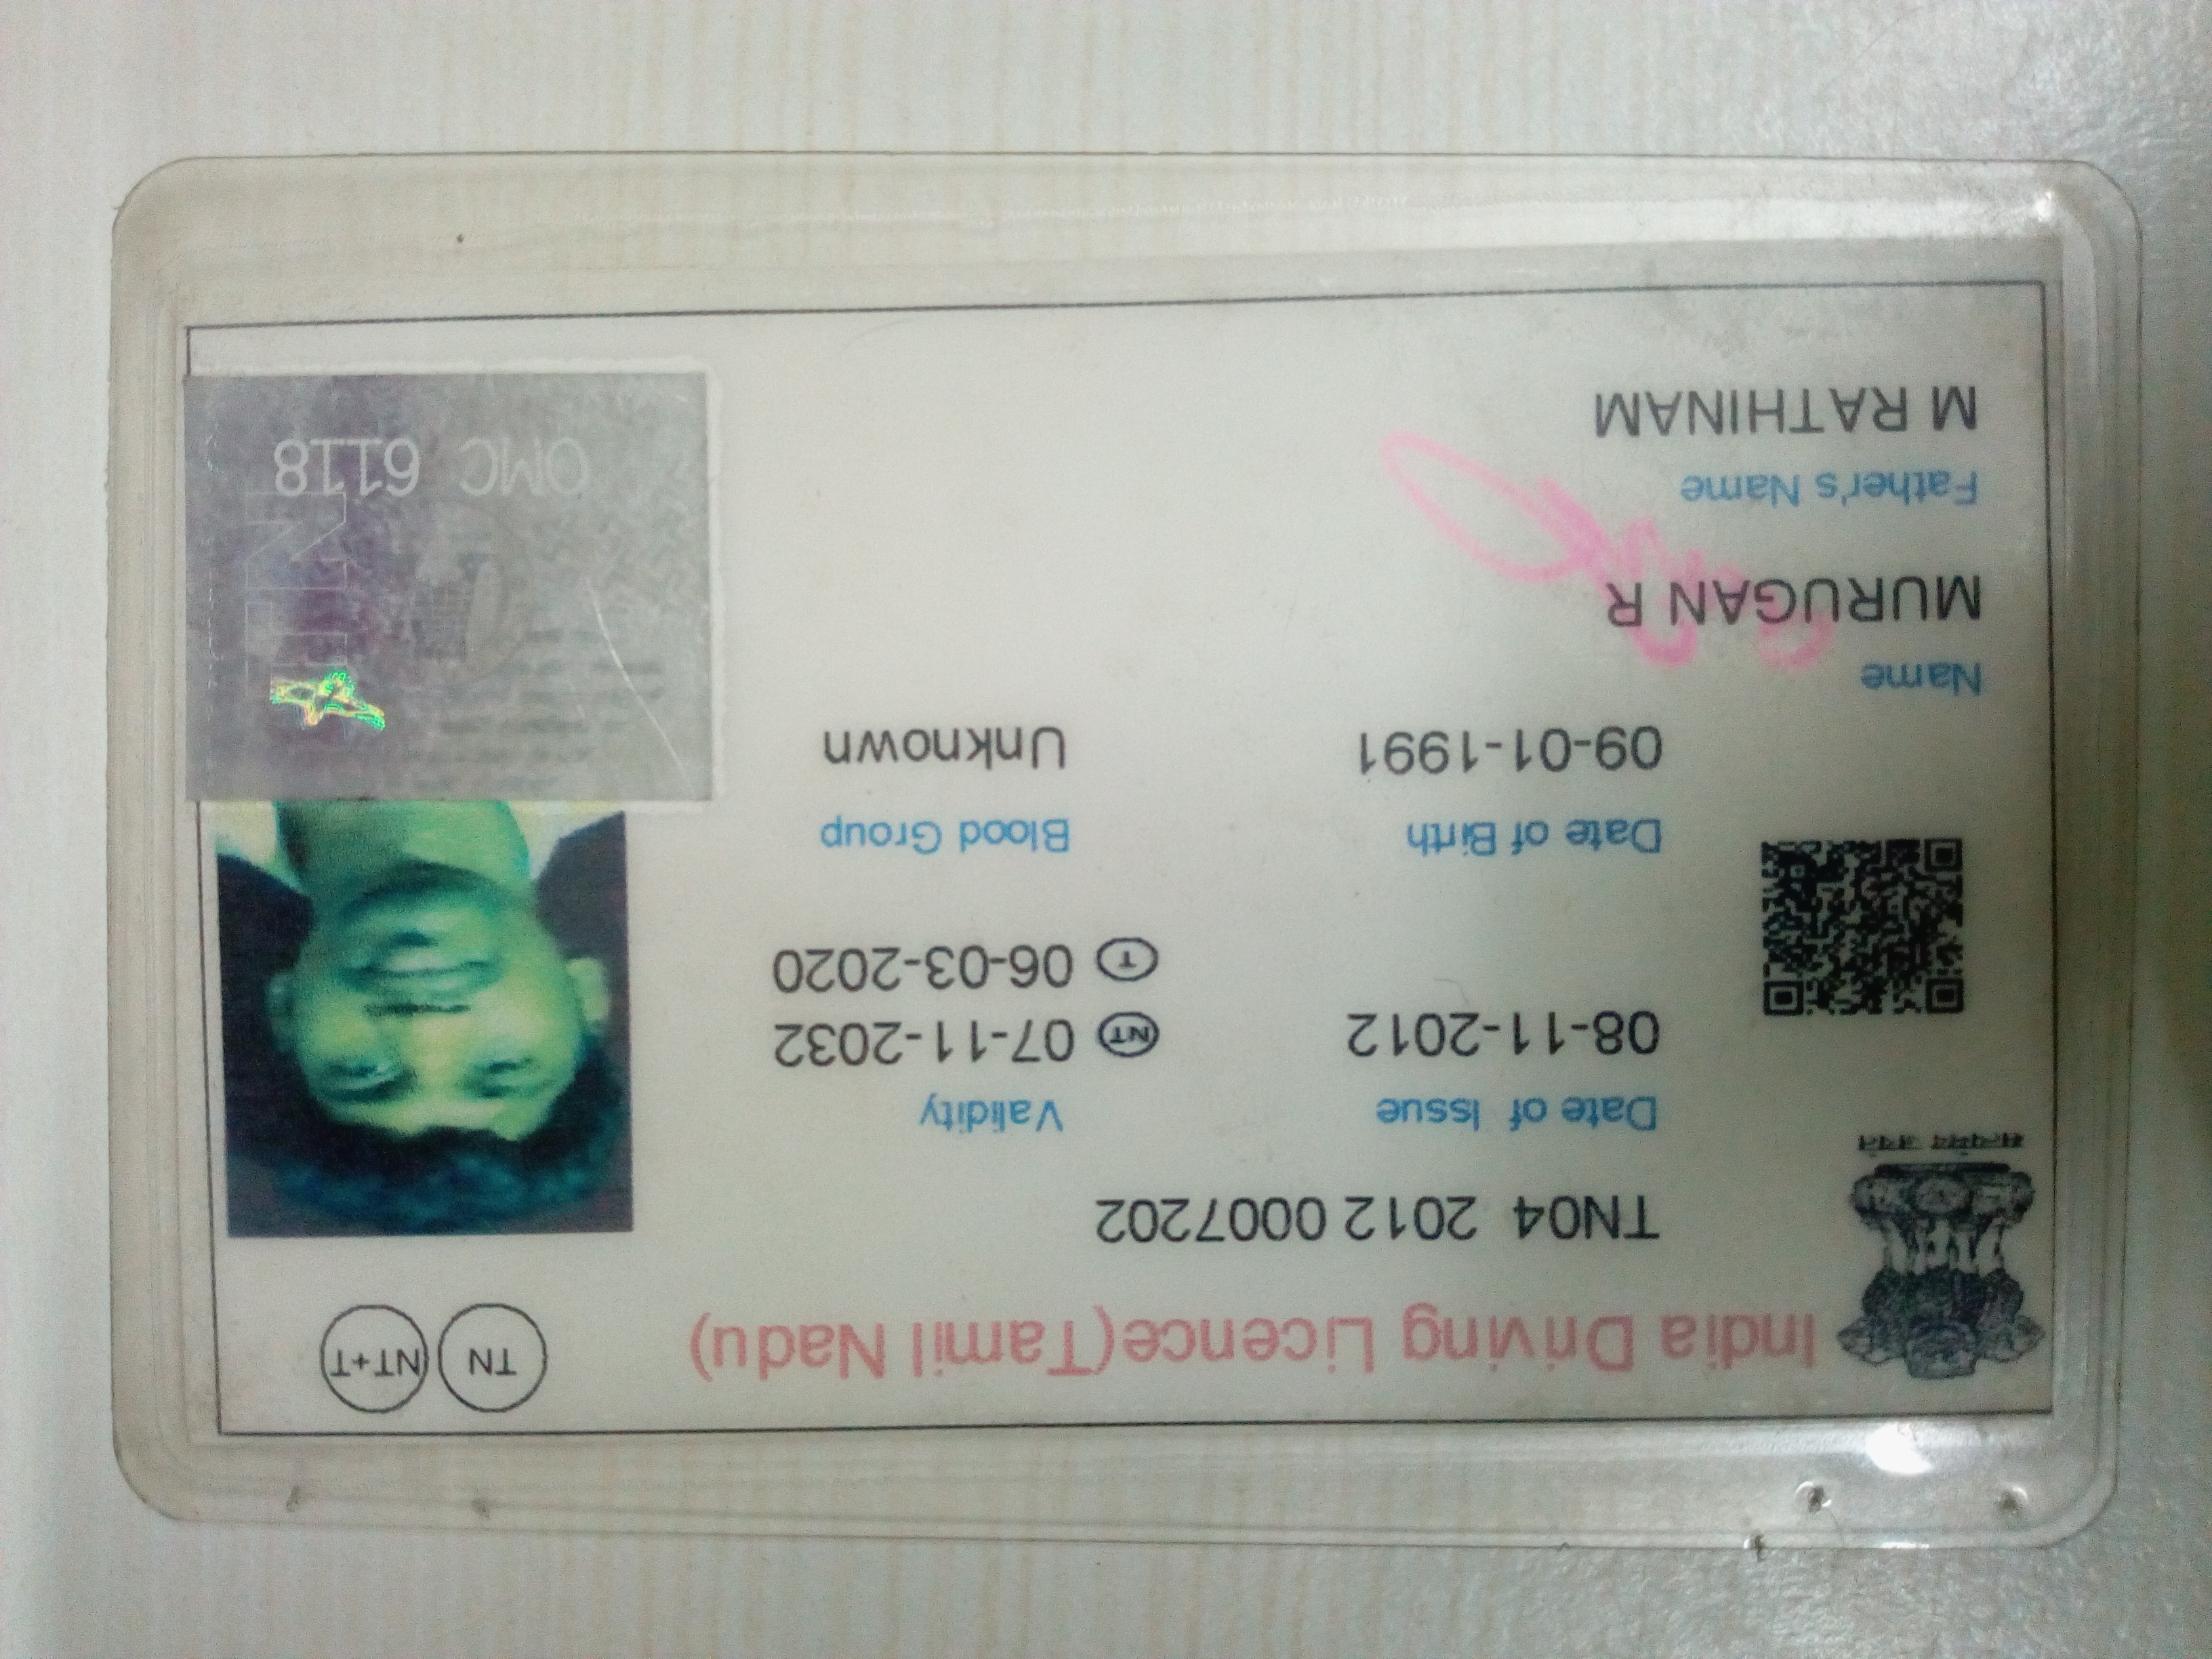 India Driving Licence(Tamil Nadu)
TN
NT+T
TN04 2012 0007202
Date of Issue
Validity
08-11-2012
NT 07-11-2032
T 06-03-2020
Date of Birth
Blood Group
09-01-1991
Unknown
Name
MURUGAN R
Father's Name
M RATHINAM
OMC 6118